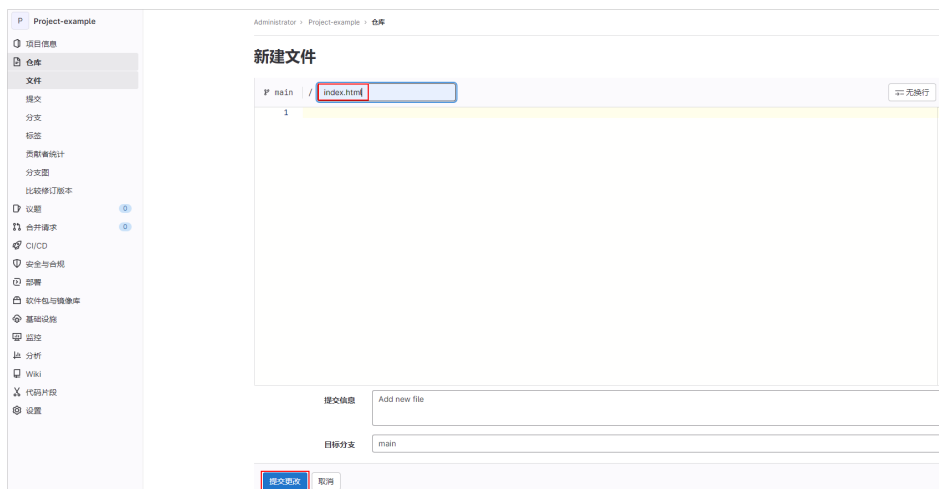 P Project-example
项目信息
仓库
文件
提交
分支
标签
贡献者统计
分支图
比较修订版本
议题 0
合并请求 0
CI/CD
安全与合规
部署
软件包与镜像库
基础设施
监控
分析
Wiki
代码片段
设置
Administrator › Project-example › 仓库
新建文件
main / index.html
无换行
1
提交信息 Add new file
目标分支 main
提交更改 取消